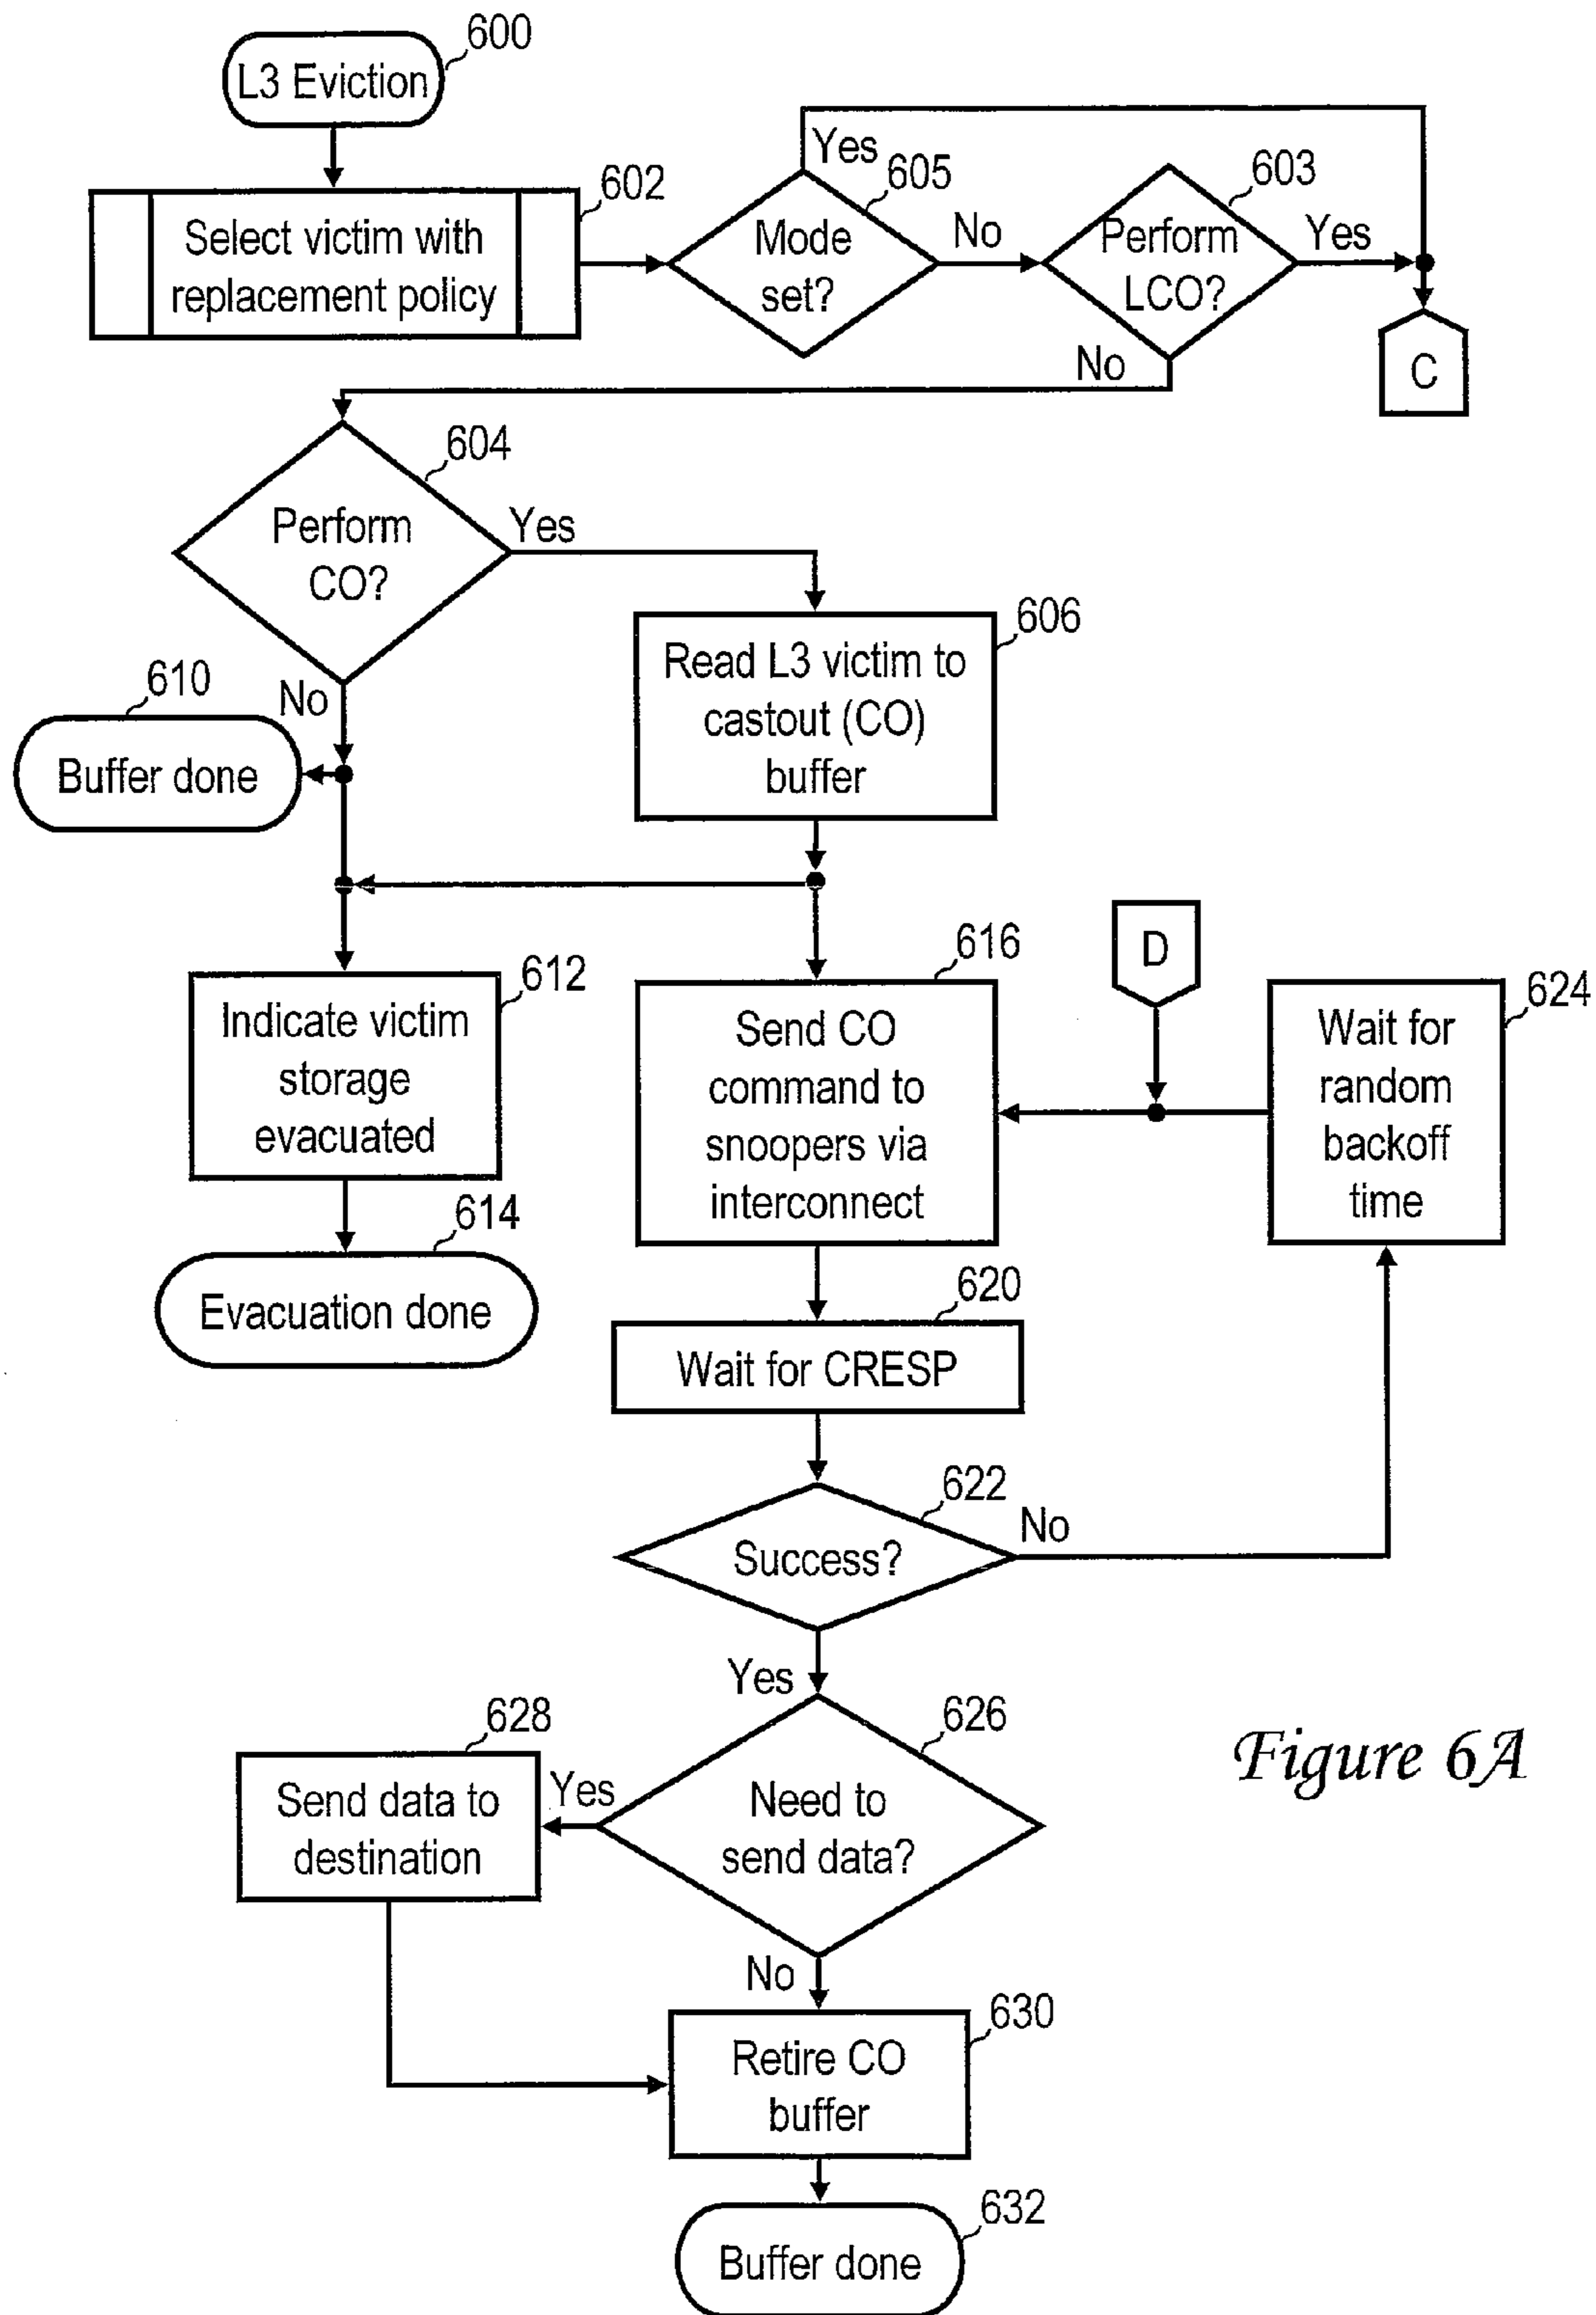 600
L3 Eviction
602
Select victim with
replacement policy
Yes
605
Mode
set?
No
603
Perform
LCO?
Yes
C
No
604
Perform
CO?
Yes
606
Read L3 victim to
castout (CO)
buffer
No
610
Buffer done
612
Indicate victim
storage
evacuated
614
Evacuation done
616
Send CO
command to
snoopers via
interconnect
D
624
Wait for
random
backoff
time
620
Wait for CRESP
622
Success?
No
Yes
626
Need to
send data?
Yes
628
Send data to
destination
No
630
Retire CO
buffer
632
Buffer done
Figure 6A